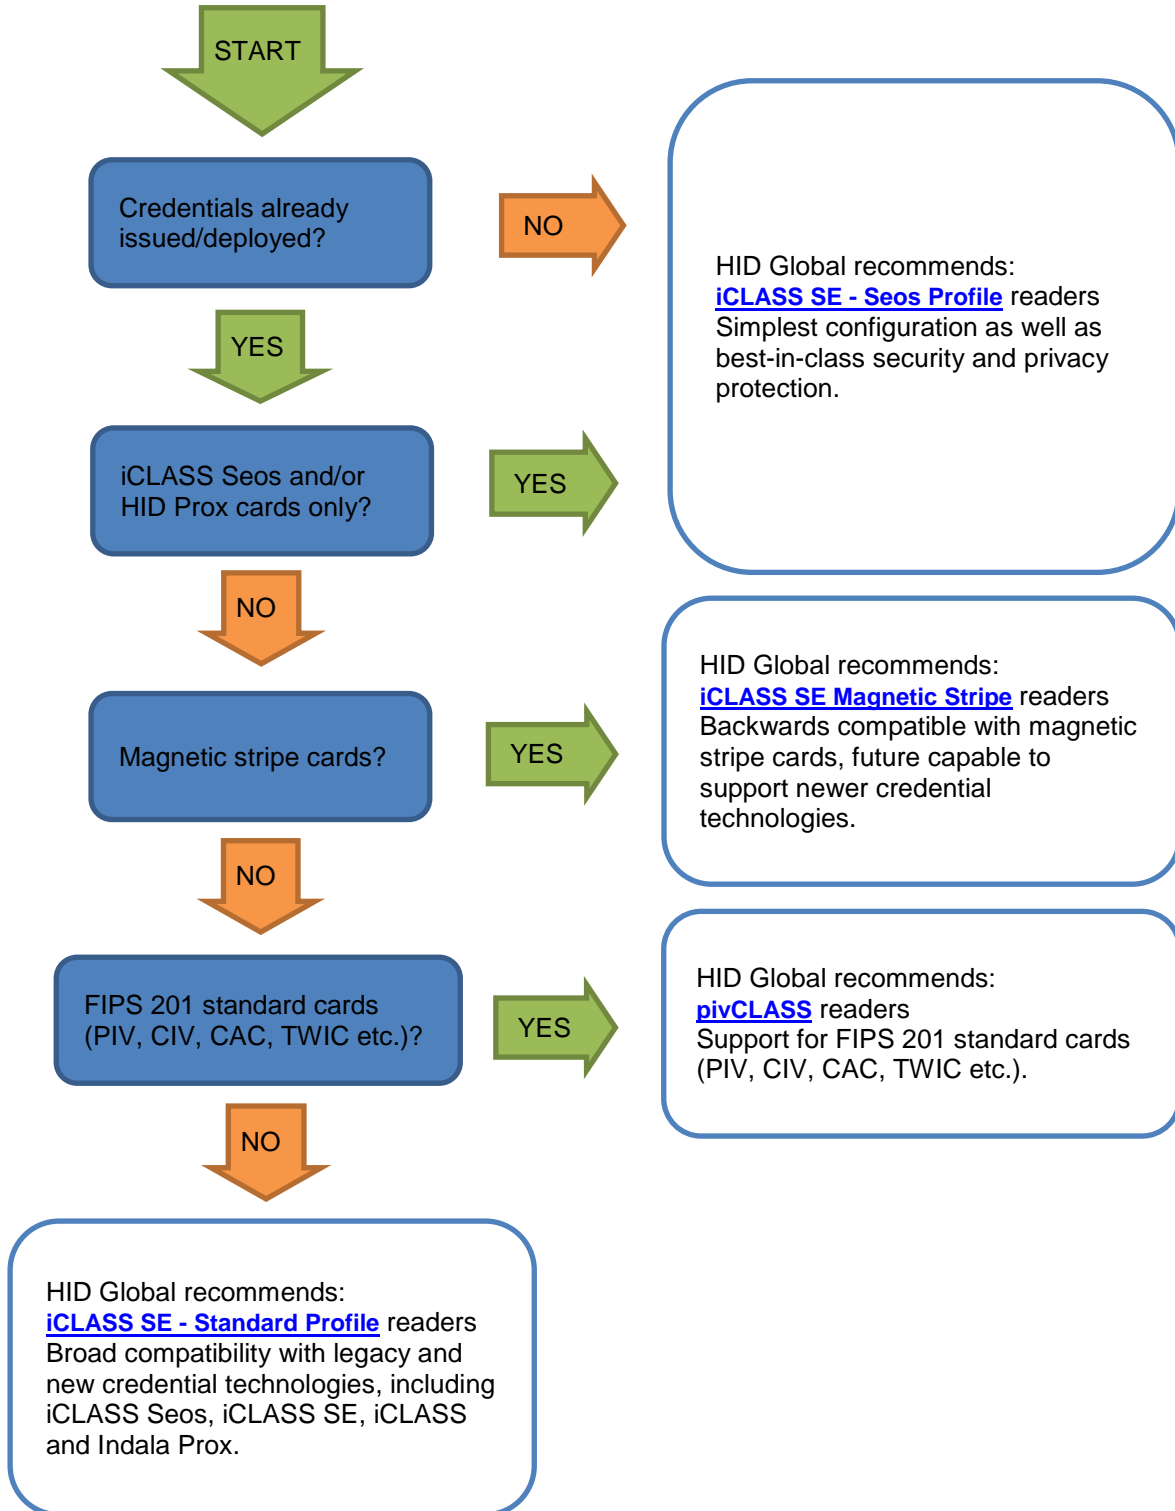 START
Credentials already
issued/deployed?
NO
HID Global recommends:
iCLASS SE - Seos Profile readers
Simplest configuration as well as
best-in-class security and privacy
protection.
YES
iCLASS Seos and/or
HID Prox cards only?
YES
NO
Magnetic stripe cards?
YES
HID Global recommends:
iCLASS SE Magnetic Stripe readers
Backwards compatible with magnetic
stripe cards, future capable to
support newer credential
technologies.
NO
FIPS 201 standard cards
(PIV, CIV, CAC, TWIC etc.)?
YES
HID Global recommends:
pivCLASS readers
Support for FIPS 201 standard cards
(PIV, CIV, CAC, TWIC etc.).
NO
HID Global recommends:
iCLASS SE - Standard Profile readers
Broad compatibility with legacy and
new credential technologies, including
iCLASS Seos, iCLASS SE, iCLASS
and Indala Prox.